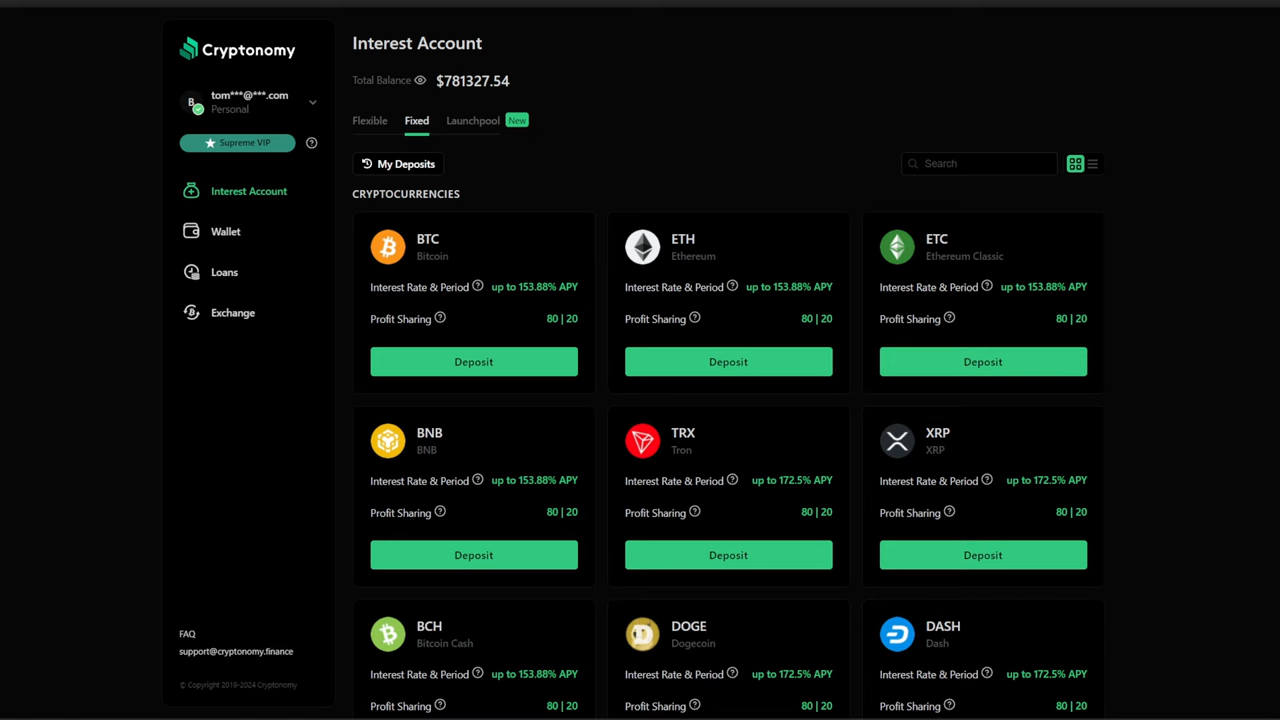 Cryptonomy
B
tom***@***.com
Personal
★ Supreme VIP
Interest Account
Wallet
Loans
Exchange
FAQ
support@cryptonomy.finance
© Copyright 2019-2024 Cryptonomy
Interest Account
Total Balance $781327.54
Flexible Fixed Launchpool New
My Deposits Search
CRYPTOCURRENCIES
BTC
Bitcoin
Interest Rate & Period ? up to 153.88% APY
Profit Sharing ? 80 | 20
Deposit
ETH
Ethereum
Interest Rate & Period ? up to 153.88% APY
Profit Sharing ? 80 | 20
Deposit
ETC
Ethereum Classic
Interest Rate & Period ? up to 153.88% APY
Profit Sharing ? 80 | 20
Deposit
BNB
BNB
Interest Rate & Period ? up to 153.88% APY
Profit Sharing ? 80 | 20
Deposit
TRX
Tron
Interest Rate & Period ? up to 172.5% APY
Profit Sharing ? 80 | 20
Deposit
XRP
XRP
Interest Rate & Period ? up to 172.5% APY
Profit Sharing ? 80 | 20
Deposit
BCH
Bitcoin Cash
Interest Rate & Period ? up to 153.88% APY
Profit Sharing ? 80 | 20
DOGE
Dogecoin
Interest Rate & Period ? up to 172.5% APY
Profit Sharing ? 80 | 20
DASH
Dash
Interest Rate & Period ? up to 172.5% APY
Profit Sharing ? 80 | 20